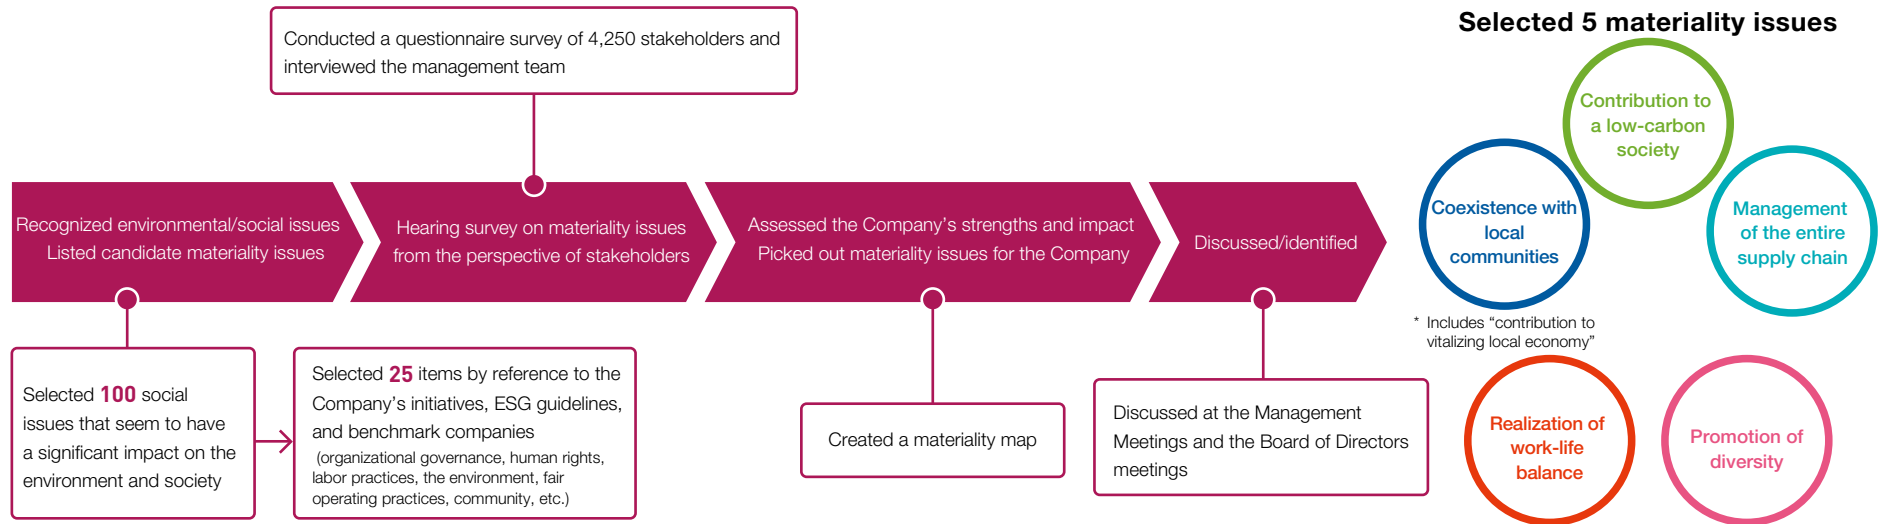 Conducted a questionnaire survey of 4,250 stakeholders and
interviewed the management team
Recognized environmental/social issues
Listed candidate materiality issues
Hearing survey on materiality issues
from the perspective of stakeholders
Assessed the Company's strengths and impact
Picked out materiality issues for the Company
Discussed/identified
Selected 100 social
issues that seem to have
a significant impact on the
environment and society
Selected 25 items by reference to the
Company's initiatives, ESG guidelines,
and benchmark companies
(organizational governance, human rights,
labor practices, the environment, fair
operating practices, community, etc.)
Created a materiality map
Discussed at the Management
Meetings and the Board of Directors
meetings
Selected 5 materiality issues
Contribution to
a low-carbon
society
Coexistence with
local
communities
* Includes “contribution to
vitalizing local economy”
Management
of the entire
supply chain
Realization of
work-life
balance
Promotion of
diversity